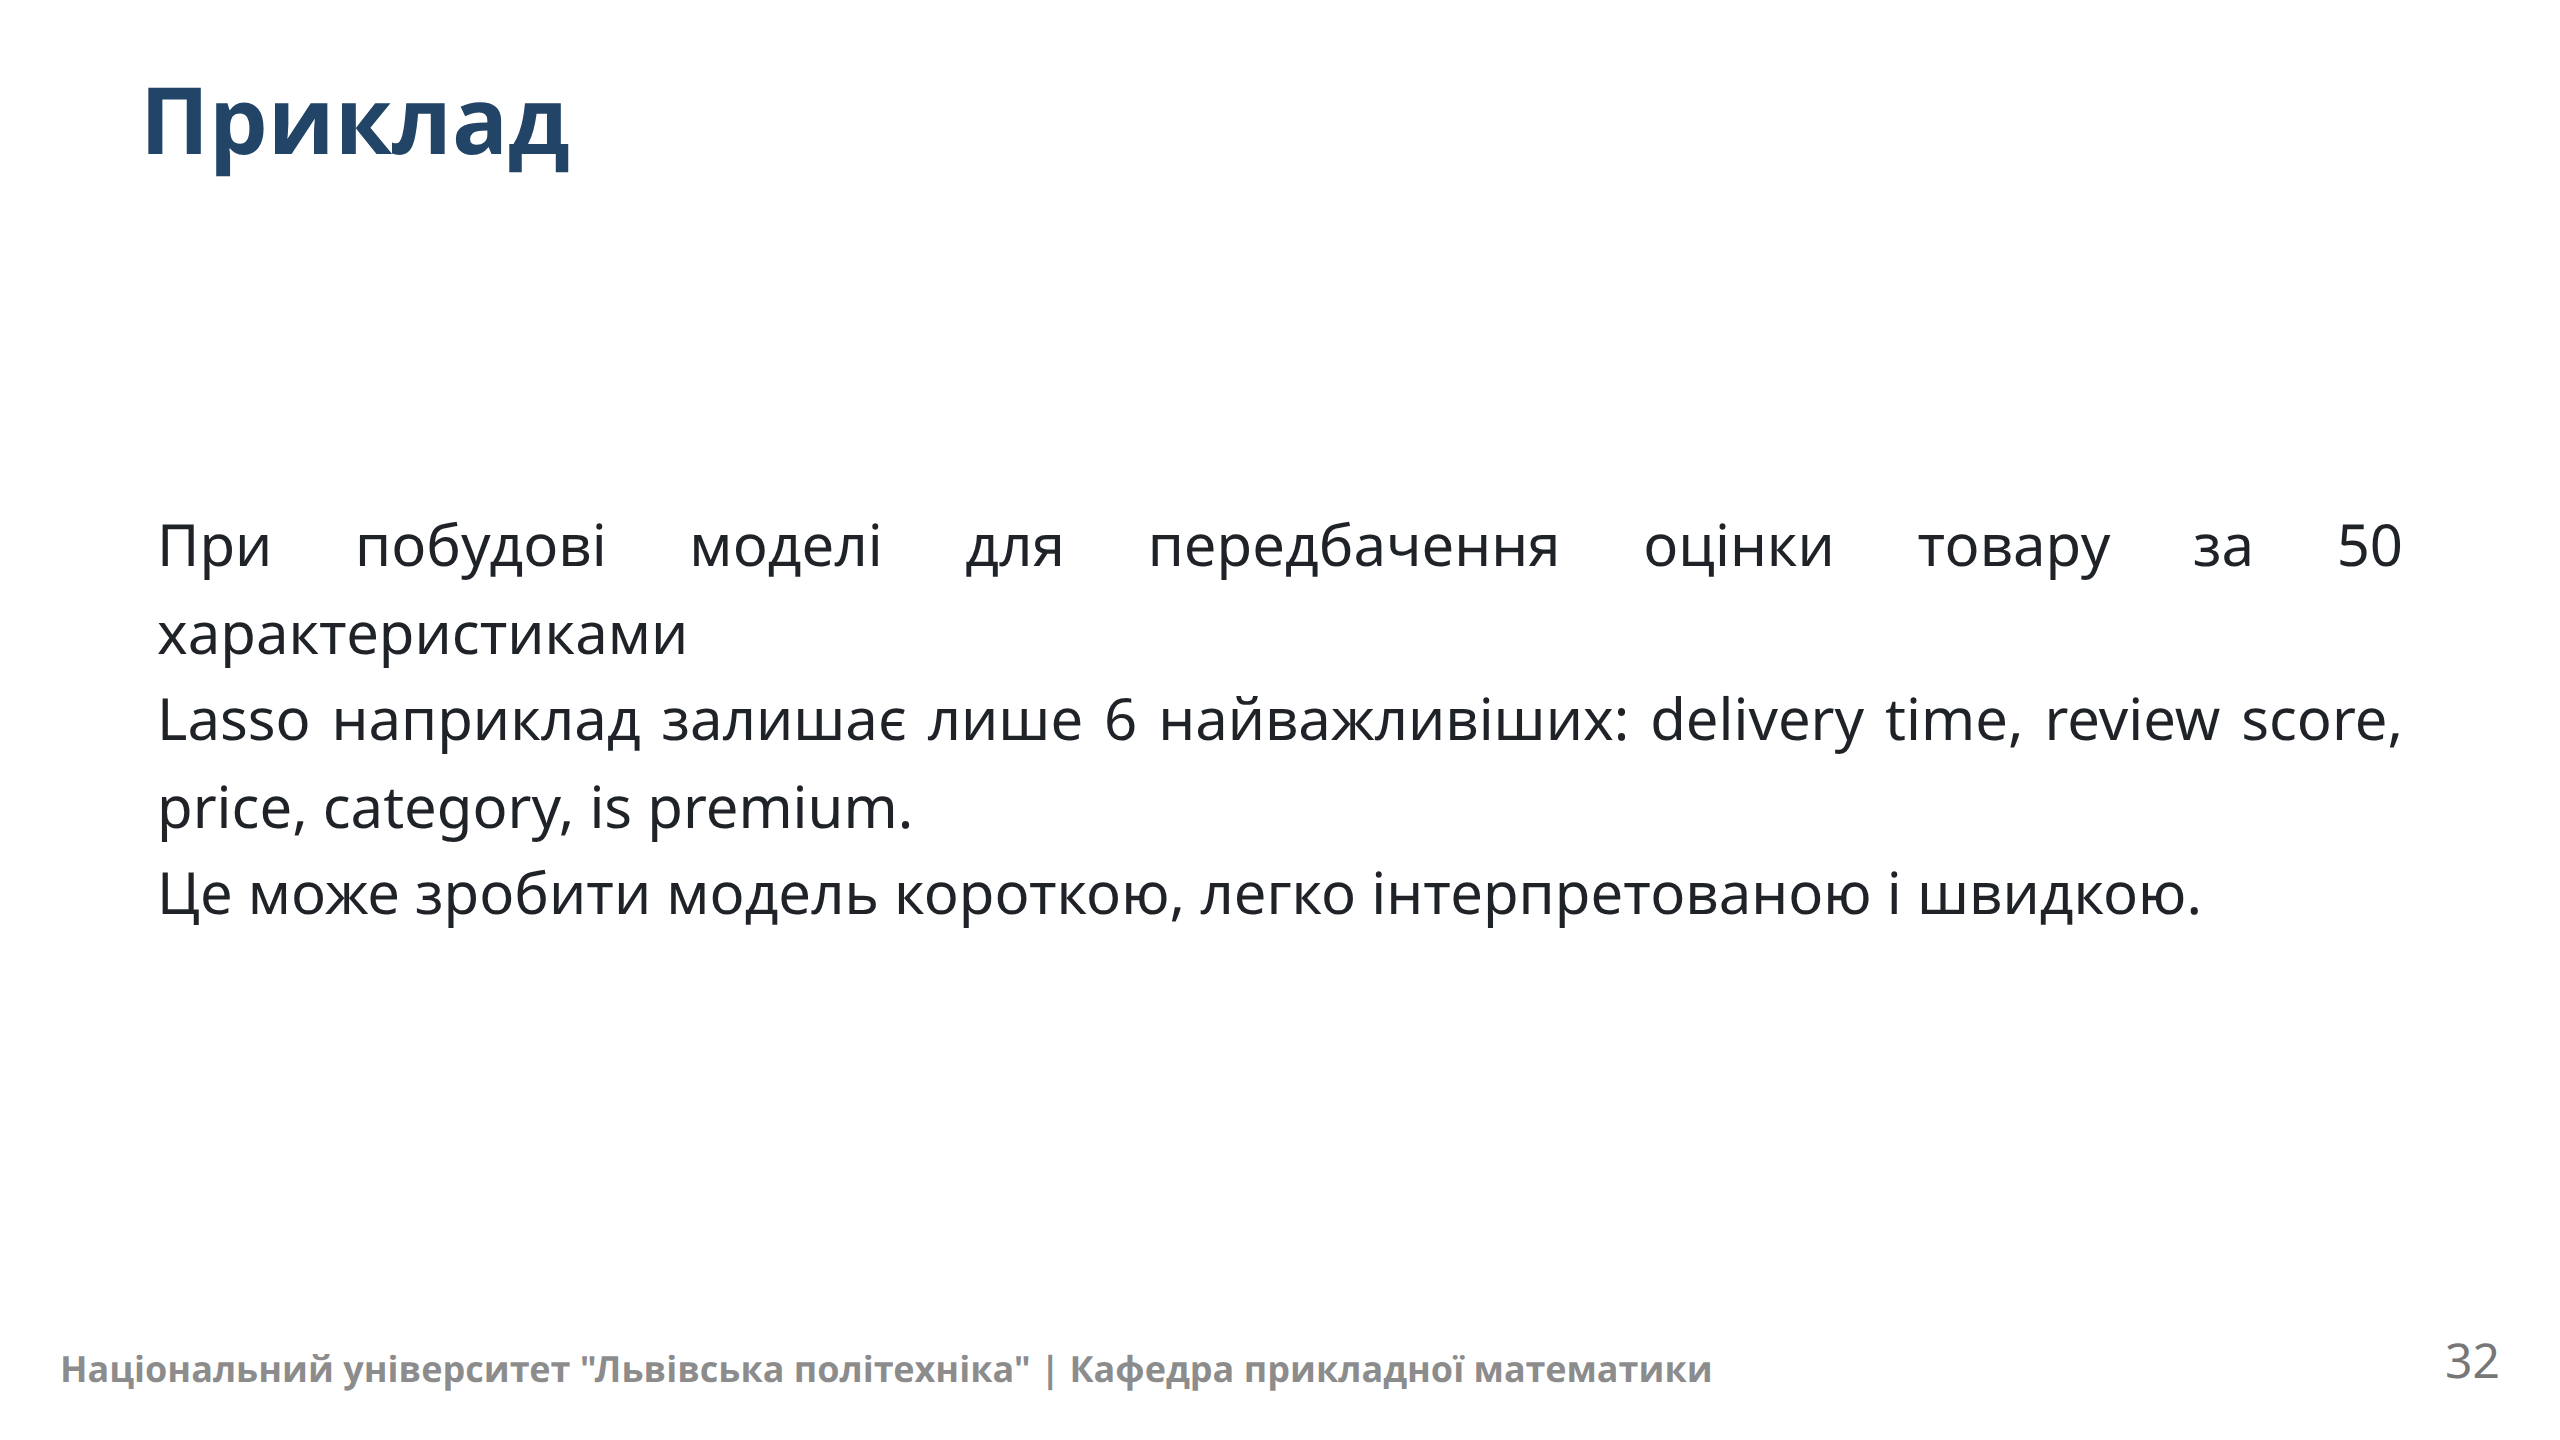 Приклад
При побудові моделі для передбачення оцінки товару за 50
характеристиками
Lasso наприклад залишає лише 6 найважливіших: delivery time, review score,
price, category, is premium.
Це може зробити модель короткою, легко інтерпретованою і швидкою.
Національний університет "Львівська політехніка" | Кафедра прикладної математики
32